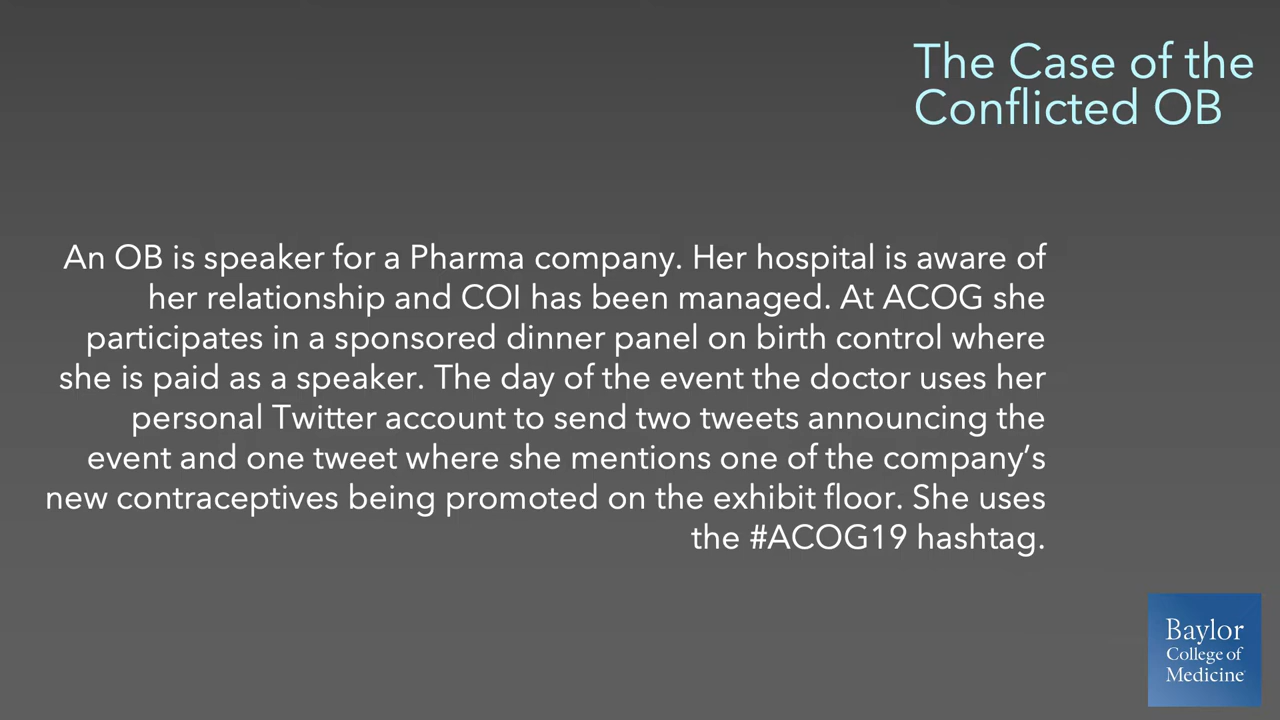 The Case of the
Conflicted OB
An OB is speaker for a Pharma company. Her hospital is aware of
her relationship and COI has been managed. At ACOG she
participates in a sponsored dinner panel on birth control where
she is paid as a speaker. The day of the event the doctor uses her
personal Twitter account to send two tweets announcing the
event and one tweet where she mentions one of the company’s
new contraceptives being promoted on the exhibit floor. She uses
the #ACOG19 hashtag.
Baylor
College of
Medicine